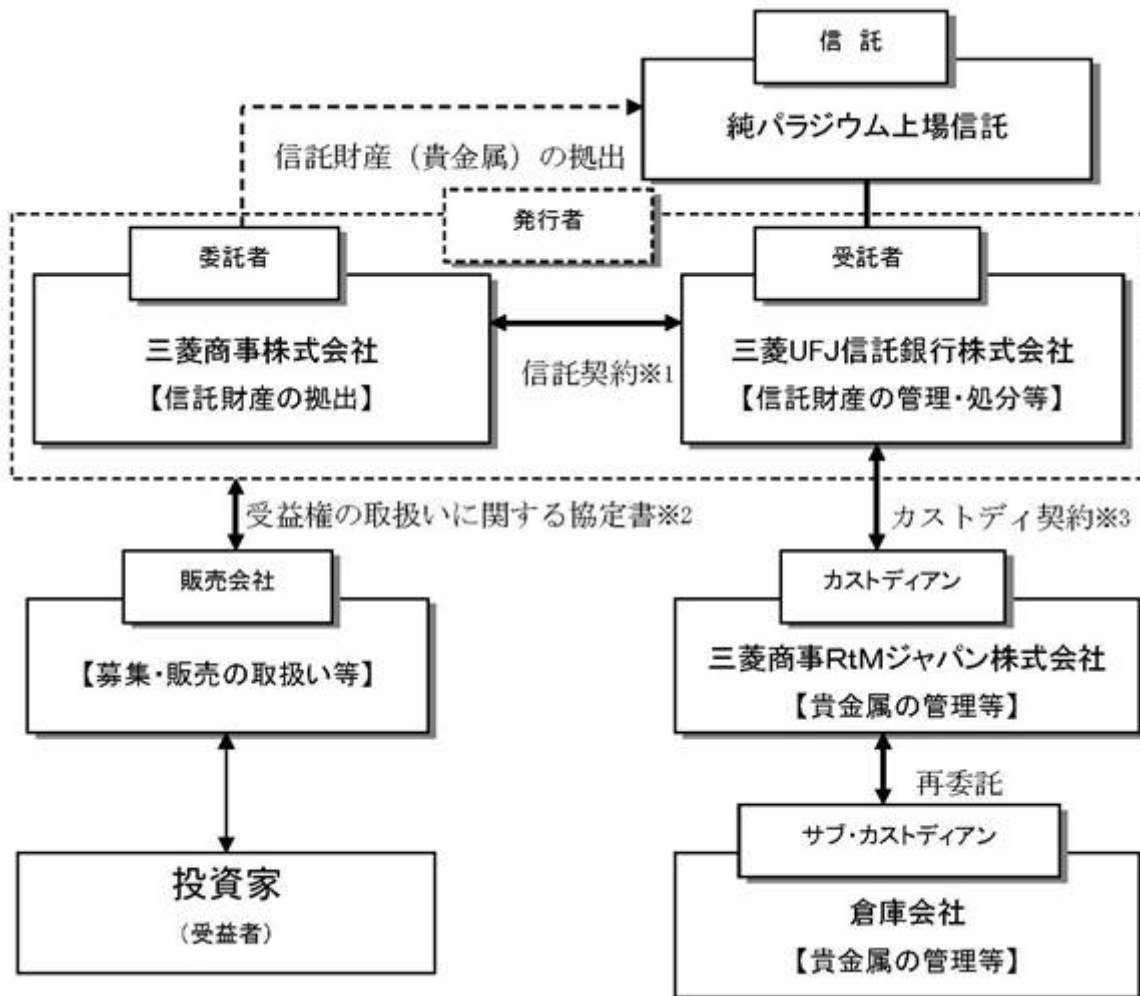 信 託
純パラジウム上場信託
信託財産（貴金属）の拠出
発行者
委託者
三菱商事株式会社
【信託財産の拠出】
信託契約※1
受託者
三菱UFJ信託銀行株式会社
【信託財産の管理・処分等】
受益権の取扱いに関する協定書※2
カストディ契約※3
販売会社
【募集・販売の取扱い等】
カストディアン
三菱商事RtMジャパン株式会社
【貴金属の管理等】
再委託
投資家
（受益者）
サブ・カストディアン
倉庫会社
【貴金属の管理等】